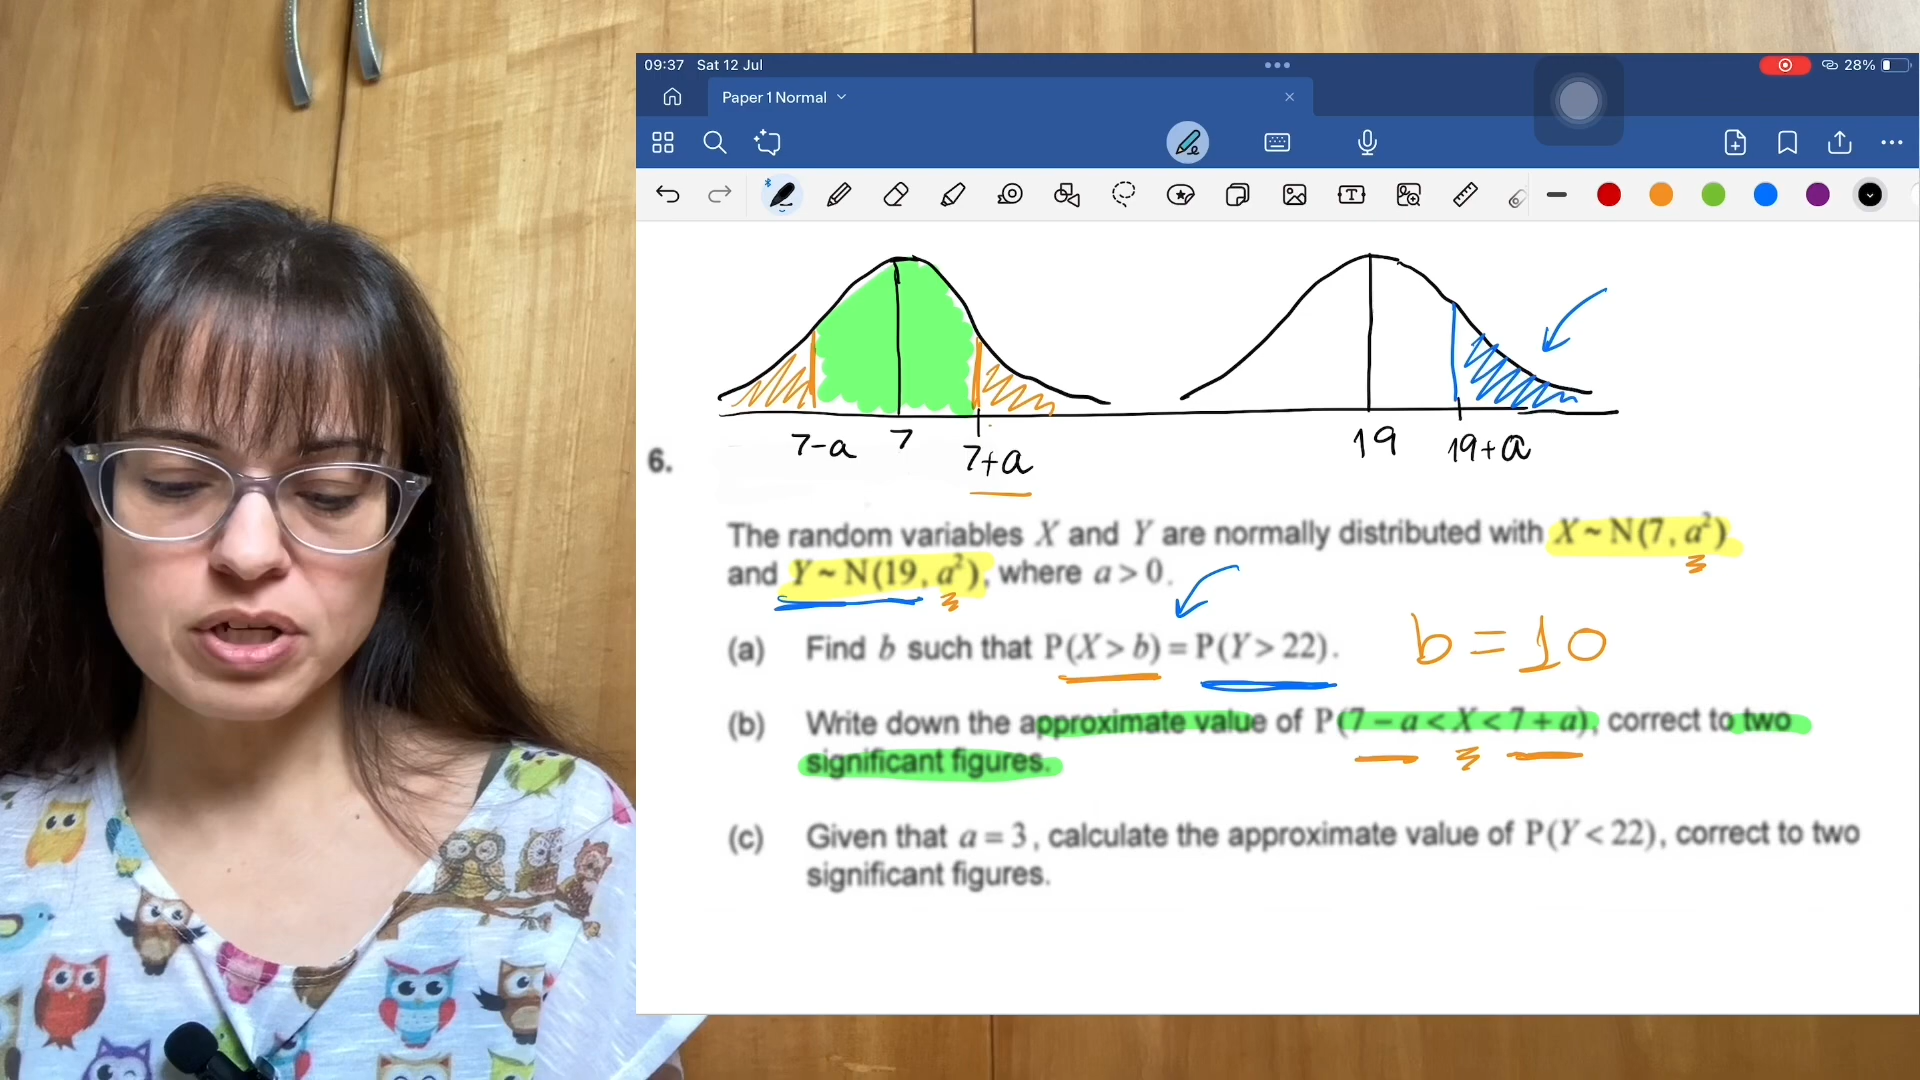 09:37 Sat 12 Jul
28%
Paper 1 Normal
7-a 7 7+a
19 19+a
6.
The random variables X and Y are normally distributed with X ~ N(7, a²)
and Y ~ N(19, a²), where a > 0.
(a) Find b such that P(X > b) = P(Y > 22). b = 10
(b) Write down the approximate value of P(7 − a < X < 7 + a), correct to two
significant figures.
(c) Given that a = 3, calculate the approximate value of P(Y < 22), correct to two
significant figures.